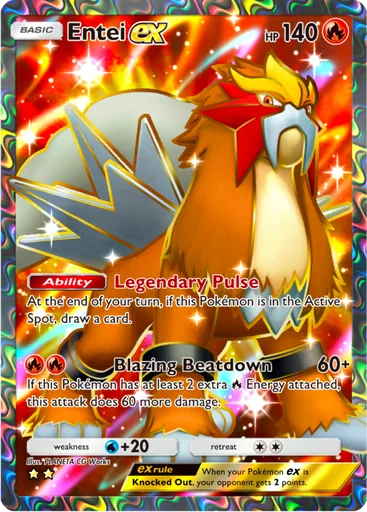 BASIC Entei ex HP 140
Ability Legendary Pulse
At the end of your turn, if this Pokémon is in the Active
Spot, draw a card.
Blazing Beatdown 60+
If this Pokémon has at least 2 extra Energy attached,
this attack does 60 more damage.
weakness +20 retreat
Illus. PLANETA CG Works
ex rule When your Pokémon ex is
Knocked Out, your opponent gets 2 points.